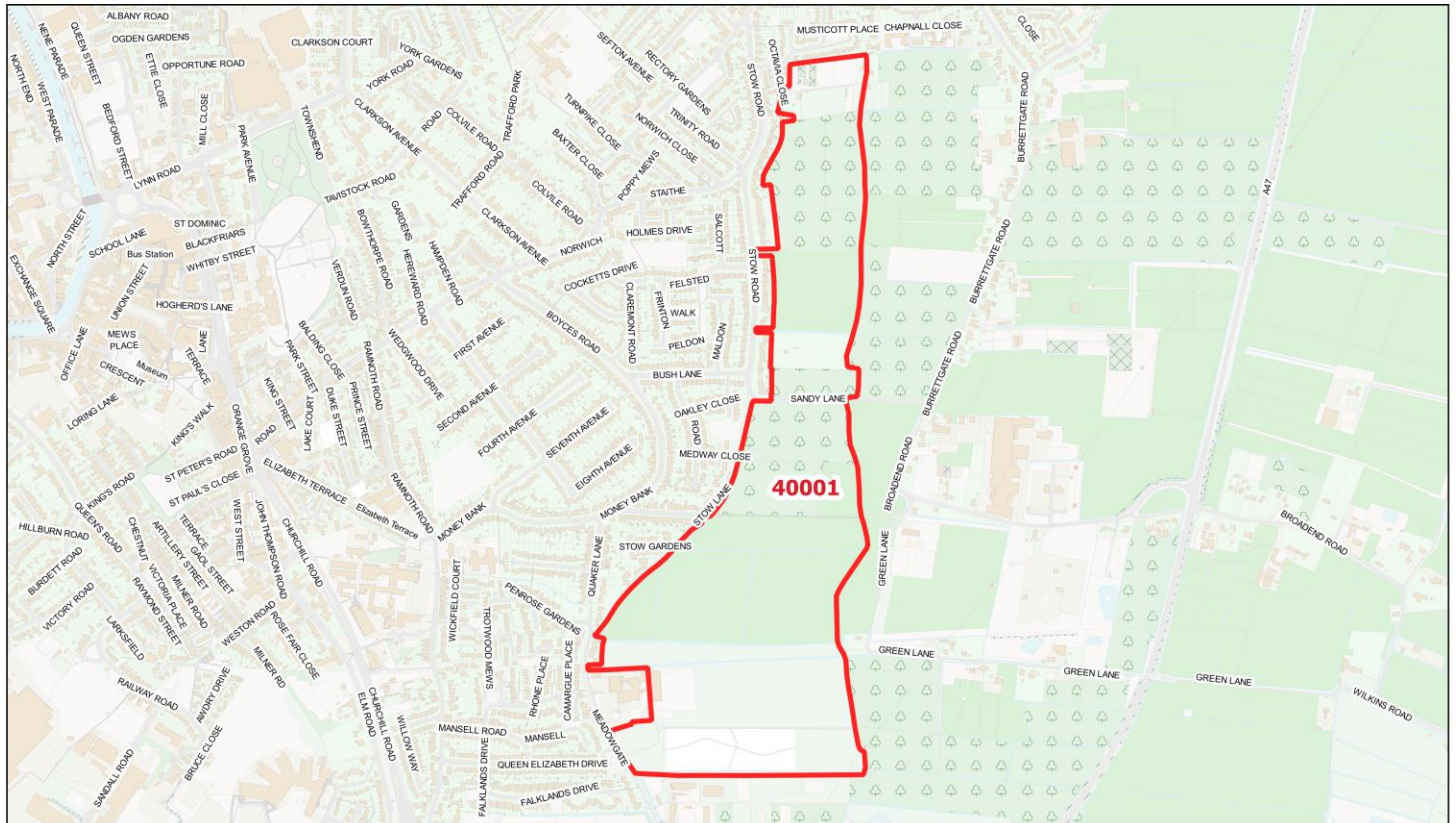 ALBANY ROAD
OGDEN GARDENS
ETTIE CLOSE
OPPORTUNE ROAD
MILL CLOSE
NENE PARADE
QUEEN STREET
NORTH END
WEST PARADE
BEDFORD STREET
PARK AVENUE
LYNN ROAD
CLARKSON COURT
YORK GARDENS
YORK ROAD
TOWNSHEND
CLARKSON AVENUE
ROAD
COLVILE ROAD
TRAFFORD PARK
TRAFFORD ROAD
TAVISTOCK ROAD
SEFTON AVENUE
RECTORY GARDENS
TURNPIKE CLOSE
NORWICH CLOSE
TRINITY ROAD
BAXTER CLOSE
POPPY MEWS
COLVILE ROAD
STAITHE
STOW ROAD
OCTAVIA CLOSE
MUSTICOTT PLACE
CHAPNALL CLOSE
CLOSE
BURRETTGATE ROAD
A47
NORTH STREET
SCHOOL LANE
ST DOMINIC
BLACKFRIARS
Bus Station
WHITBY STREET
UNION STREET
EXCHANGE SQUARE
HOGHERD'S LANE
OFFICE LANE
MEWS
PLACE
Museum
CRESCENT
TERRACE
LANE
LORING LANE
KING'S WALK
BOWTHORPE ROAD
GARDENS
HEREWARD ROAD
HAMPDEN ROAD
VERDUN ROAD
CLARKSON AVENUE
NORWICH
HOLMES DRIVE
SALCOTT
COCKETTS DRIVE
FELSTED
CLAREMONT ROAD
FRINTON
WALK
PELDON
MALDON
STOW ROAD
BURRETTGATE ROAD
BURRETTGATE ROAD
BALDING CLOSE
PARK STREET
RAMNOTH ROAD
WEDGWOOD DRIVE
FIRST AVENUE
BOYCES ROAD
BUSH LANE
OAKLEY CLOSE
ROAD
MEDWAY CLOSE
SANDY LANE
40001
STOW LANE
KING STREET
LAKE COURT
DUKE STREET
PRINCE STREET
SECOND AVENUE
FOURTH AVENUE
SEVENTH AVENUE
EIGHTH AVENUE
MONEY BANK
MONEY BANK
ORANGE GROVE
ST PETER'S ROAD
ROAD
ST PAUL'S CLOSE
ELIZABETH TERRACE
Elizabeth Terrace
RAMNOTH ROAD
WEST STREET
JOHN THOMPSON ROAD
CHURCHILL ROAD
KING'S ROAD
QUEEN'S ROAD
HILLBURN ROAD
BURDETT ROAD
VICTORY ROAD
CHESTNUT
VICTORIA PLACE
RAYMOND STREET
ARTILLERY STREET
TERRACE
GAOL STREET
MILNER ROAD
LARKSFIELD
WESTON ROAD
ROSE FAIR CLOSE
MILNER RD
RAILWAY ROAD
AWDRY DRIVE
BRUCE CLOSE
SANDALL ROAD
CHURCHILL ROAD
ELM ROAD
WILLOW WAY
WICKFIELD COURT
TROTWOOD MEWS
PENROSE GARDENS
QUAKER LANE
STOW GARDENS
RHONE PLACE
CAMARGUE PLACE
MEADOWGATE
MANSELL ROAD
MANSELL
FALKLANDS DRIVE
QUEEN ELIZABETH DRIVE
FALKLANDS DRIVE
BROADEND ROAD
BROADEND ROAD
GREEN LANE
GREEN LANE
GREEN LANE
GREEN LANE
WILKINS ROAD